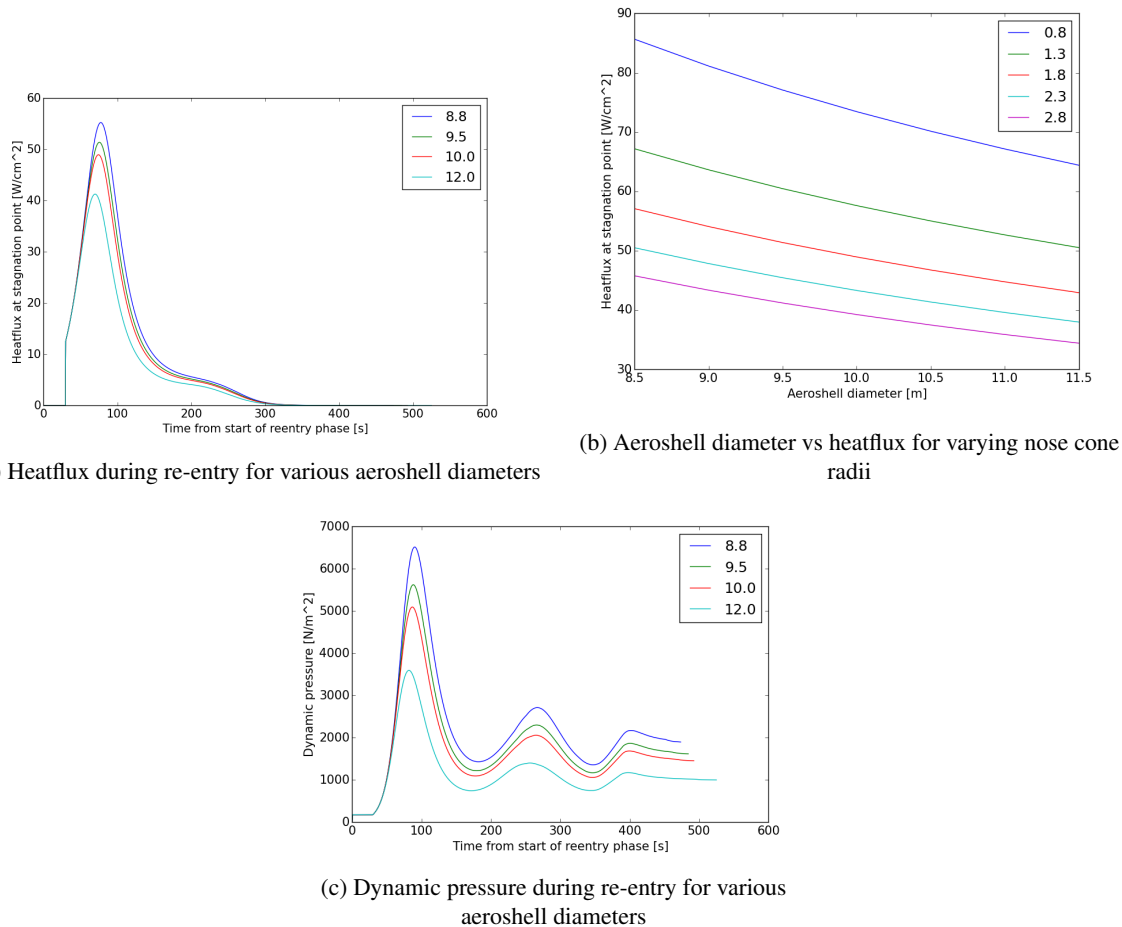 90
80
70
60
50
40
30
8.5 9.0 9.5 10.0 10.5 11.0 11.5
Heatflux at stagnation point [W/cm^2]
Aeroshell diameter [m]
0.8
1.3
1.8
2.3
2.8
60
50
40
30
20
10
0
0 100 200 300 400 500 600
Heatflux at stagnation point [W/cm^2]
Time from start of reentry phase [s]
8.8
9.5
10.0
12.0
) Heatflux during re-entry for various aeroshell diameters
(b) Aeroshell diameter vs heatflux for varying nose cone
radii
7000
6000
5000
4000
3000
2000
1000
0
0 100 200 300 400 500 600
Dynamic pressure [N/m^2]
Time from start of reentry phase [s]
8.8
9.5
10.0
12.0
(c) Dynamic pressure during re-entry for various
aeroshell diameters